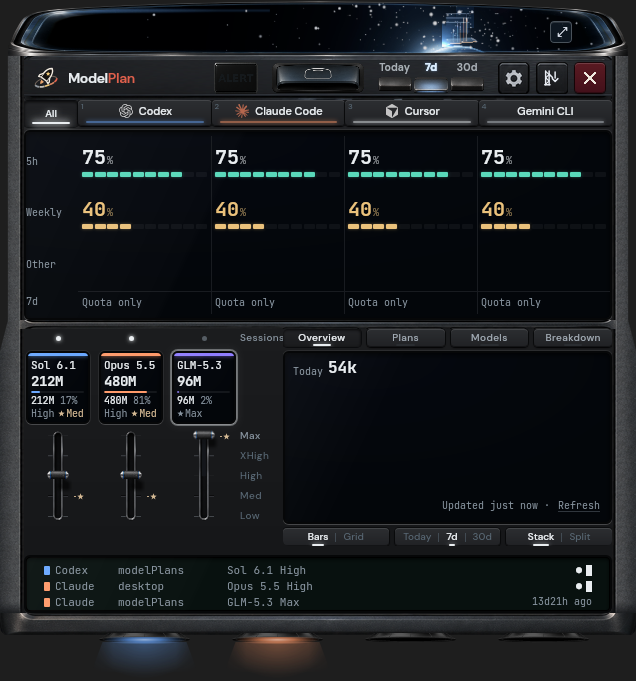 ModelPlan ALERT Today 7d 30d
All 1 Codex 2 Claude Code 3 Cursor 4 Gemini CLI
5h 75% 75% 75% 75%
Weekly 40% 40% 40% 40%
Other
7d Quota only Quota only Quota only Quota only
Sessions Overview Plans Models Breakdown
Sol 6.1 Opus 5.5 GLM-5.3
212M 480M 96M
212M 17% 480M 81% 96M 2%
High ★Med High ★Med ★Max
Today 54k
Max
XHigh
High
Med
Low
Updated just now · Refresh
Bars | Grid Today | 7d | 30d Stack | Split
Codex modelPlans Sol 6.1 High
Claude desktop Opus 5.5 High
Claude modelPlans GLM-5.3 Max 13d21h ago